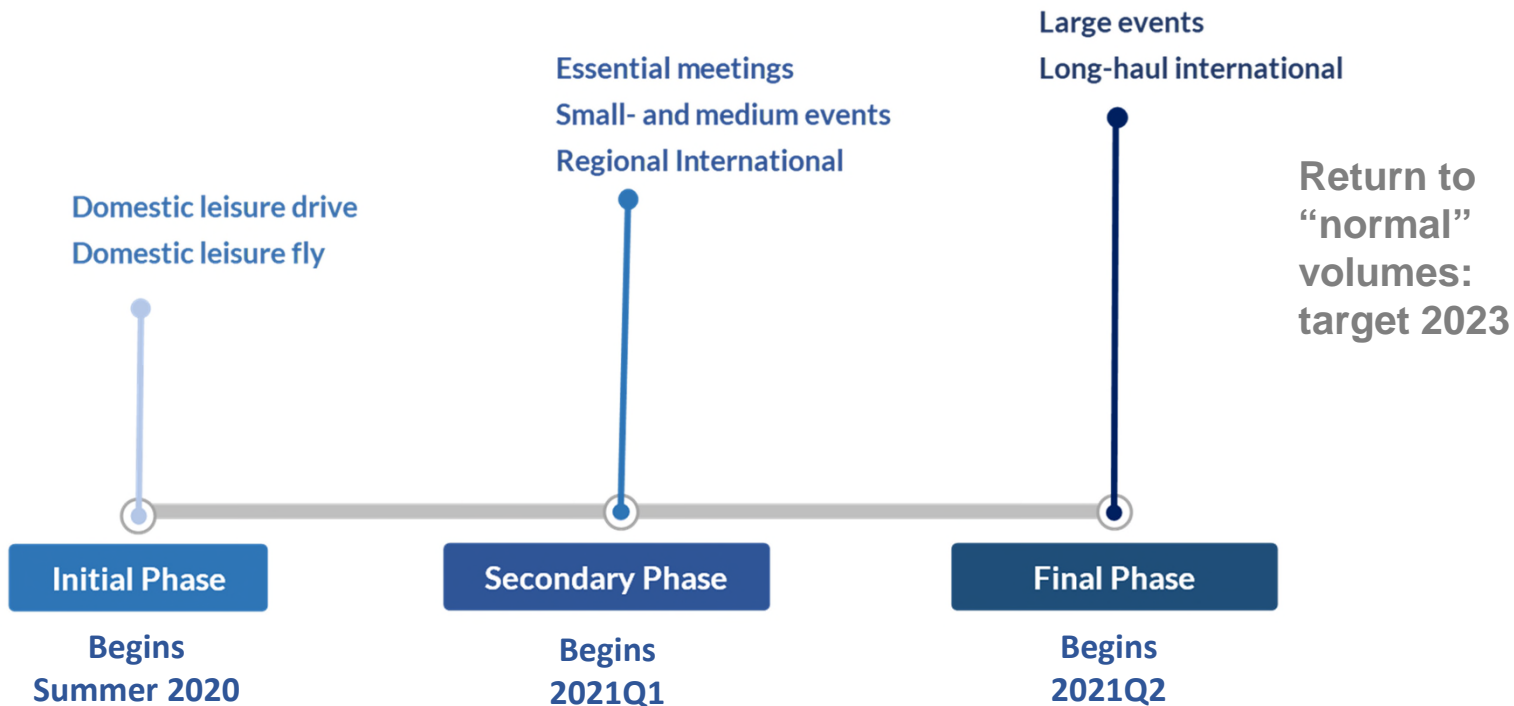 Large events
Long-haul international
Essential meetings
Small- and medium events
Regional International
Domestic leisure drive
Domestic leisure fly
Return to
“normal”
volumes:
target 2023
Initial Phase
Secondary Phase
Final Phase
Begins
Summer 2020
Begins
2021Q1
Begins
2021Q2